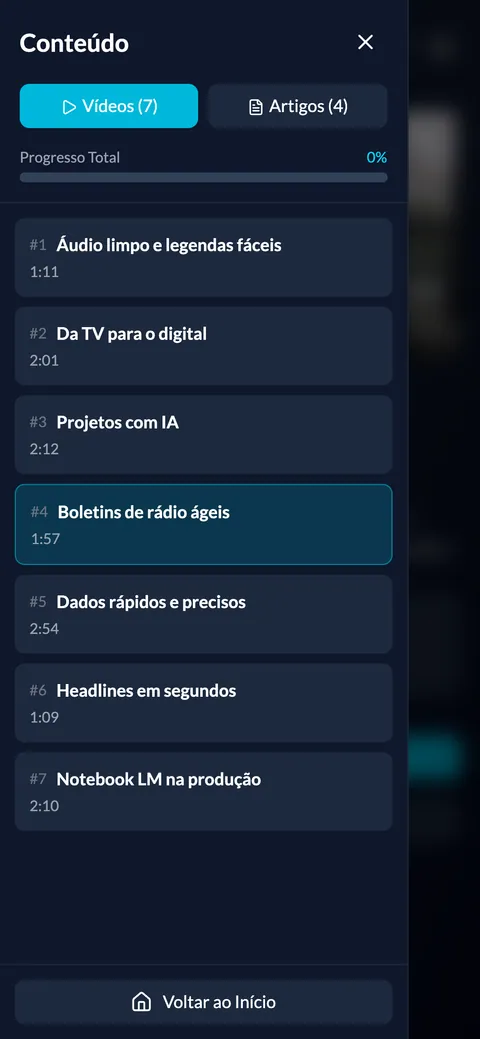 Conteúdo
Vídeos (7)
Artigos (4)
Progresso Total
0%
#1 Áudio limpo e legendas fáceis
1:11
#2 Da TV para o digital
2:01
#3 Projetos com IA
2:12
#4 Boletins de rádio ágeis
1:57
#5 Dados rápidos e precisos
2:54
#6 Headlines em segundos
1:09
#7 Notebook LM na produção
2:10
Voltar ao Início